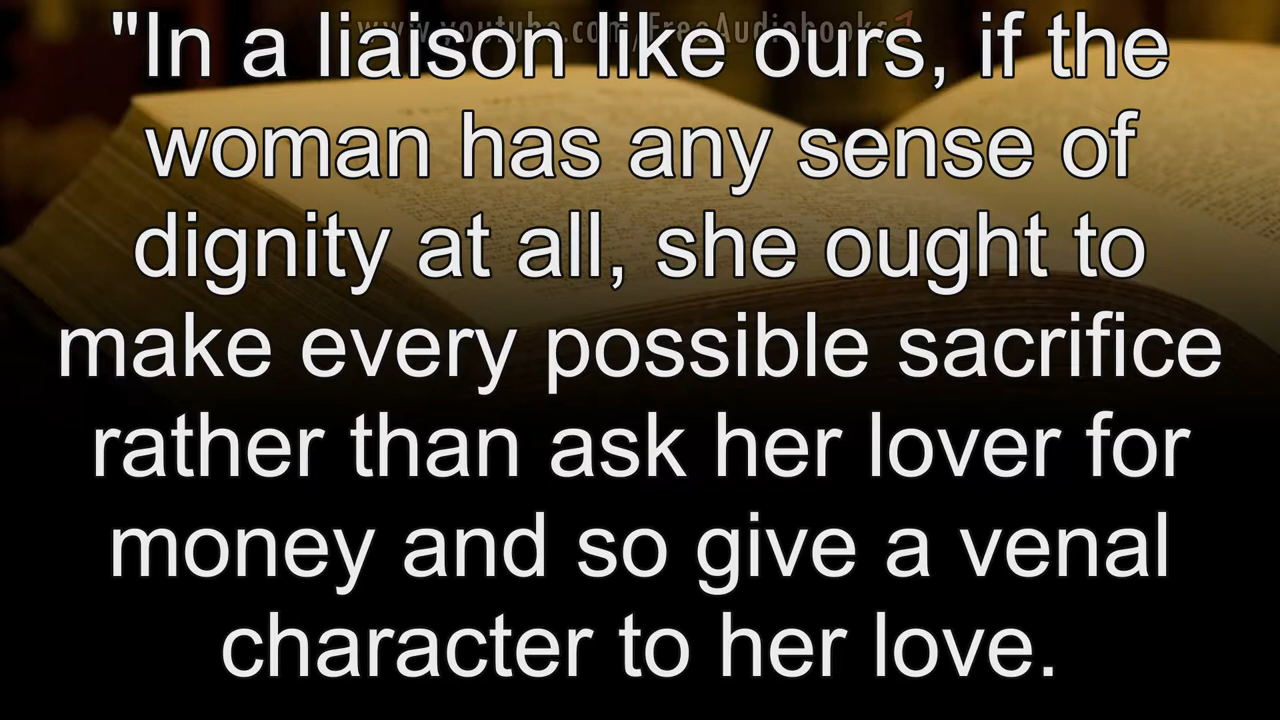 www.youtube.com/FreeAudiobooks
"In a liaison like ours, if the
woman has any sense of
dignity at all, she ought to
make every possible sacrifice
rather than ask her lover for
money and so give a venal
character to her love.